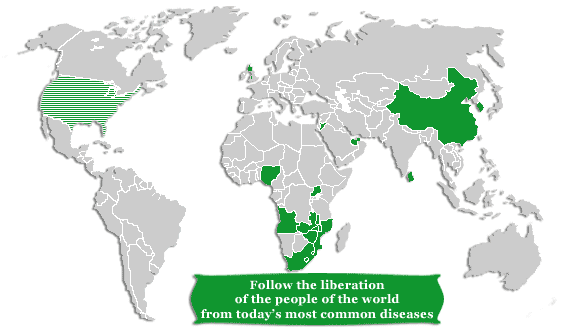 Follow the liberation
of the people of the world
from today's most common diseases